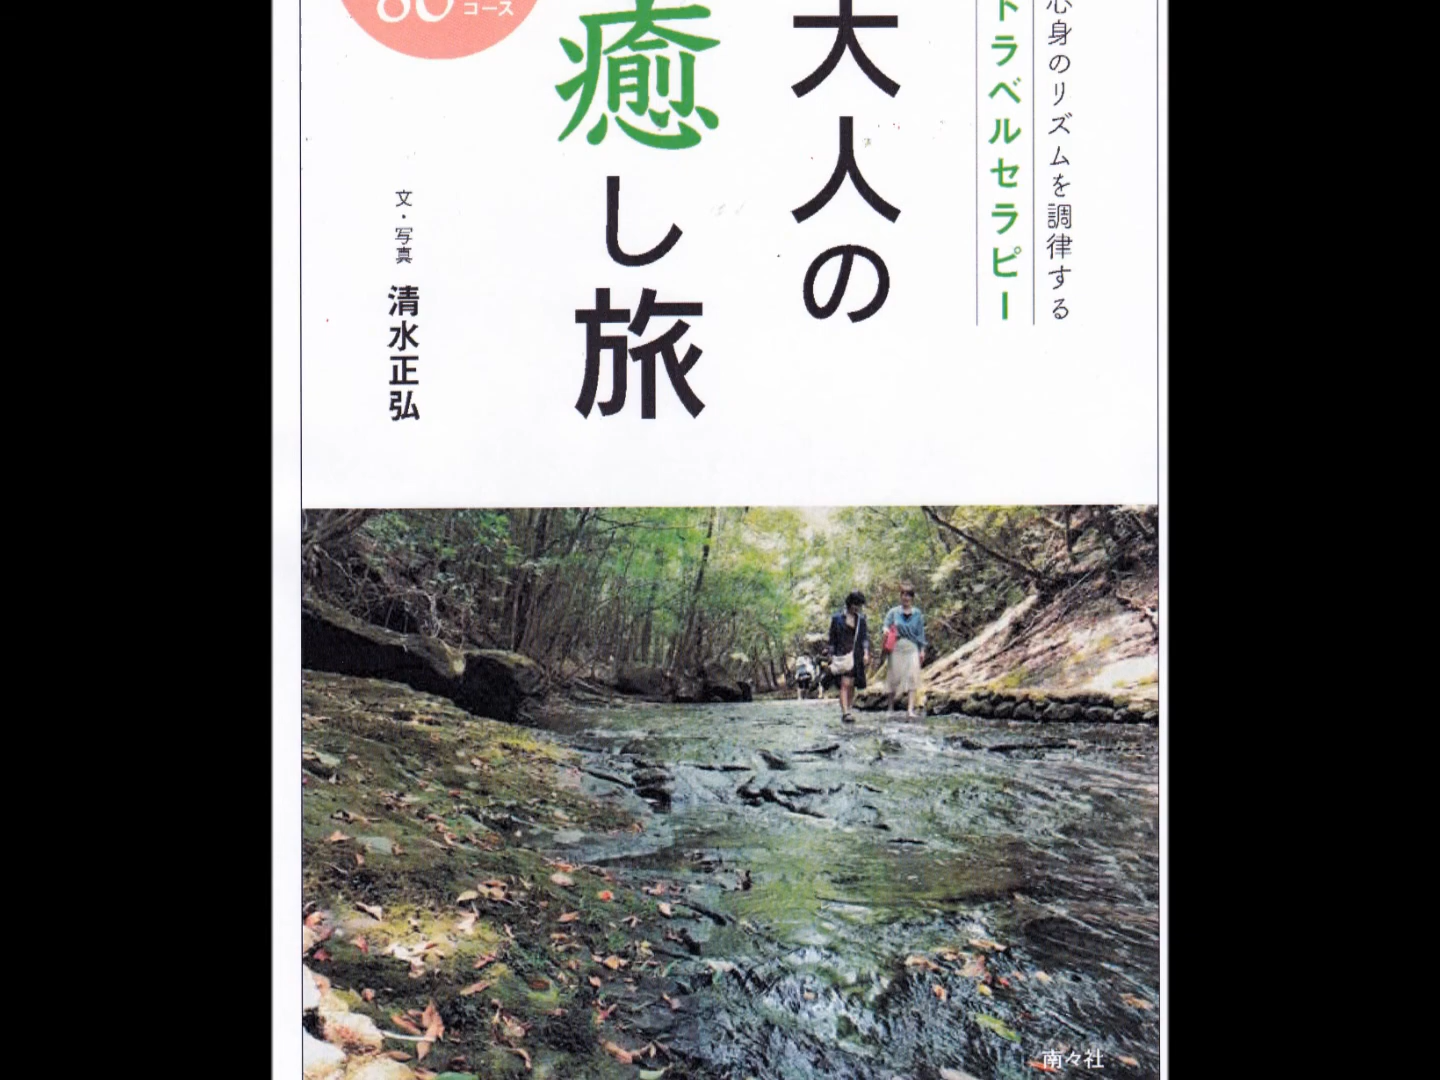 心身のリズムを調律する
トラベルセラピー
大人の
癒し旅
文・写真 清水正弘
80
コース
南々社